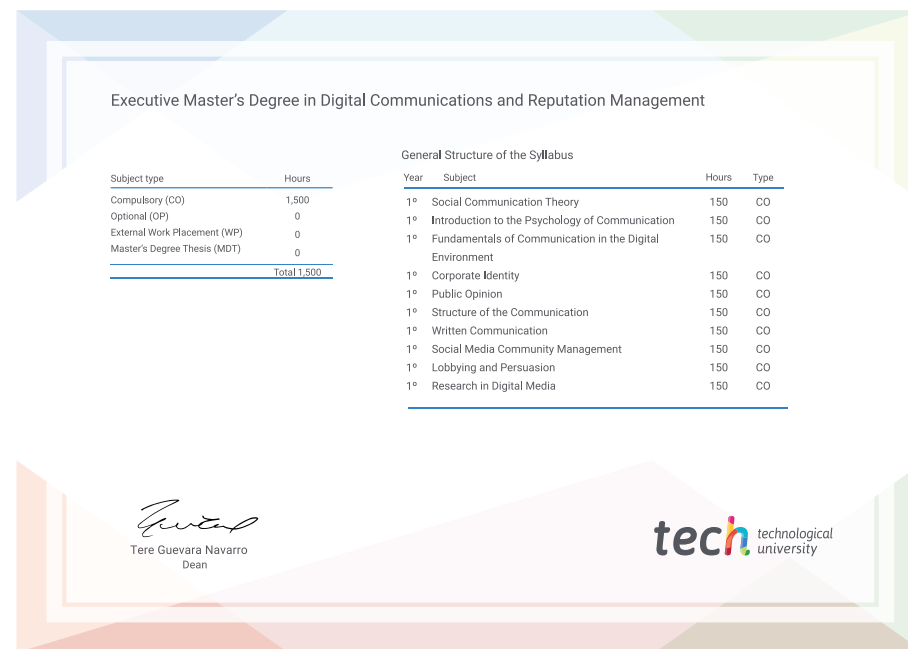 Executive Master's Degree in Digital Communications and Reputation Management
Subject type Hours
Compulsory (CO) 1,500
Optional (OP) 0
External Work Placement (WP) 0
Master's Degree Thesis (MDT) 0
Total 1,500
General Structure of the Syllabus
Year Subject Hours Type
1º Social Communication Theory 150 CO
1º Introduction to the Psychology of Communication 150 CO
1º Fundamentals of Communication in the Digital 150 CO
Environment
1º Corporate Identity 150 CO
1º Public Opinion 150 CO
1º Structure of the Communication 150 CO
1º Written Communication 150 CO
1º Social Media Community Management 150 CO
1º Lobbying and Persuasion 150 CO
1º Research in Digital Media 150 CO
Tere Guevara Navarro
Dean
tech technological
university